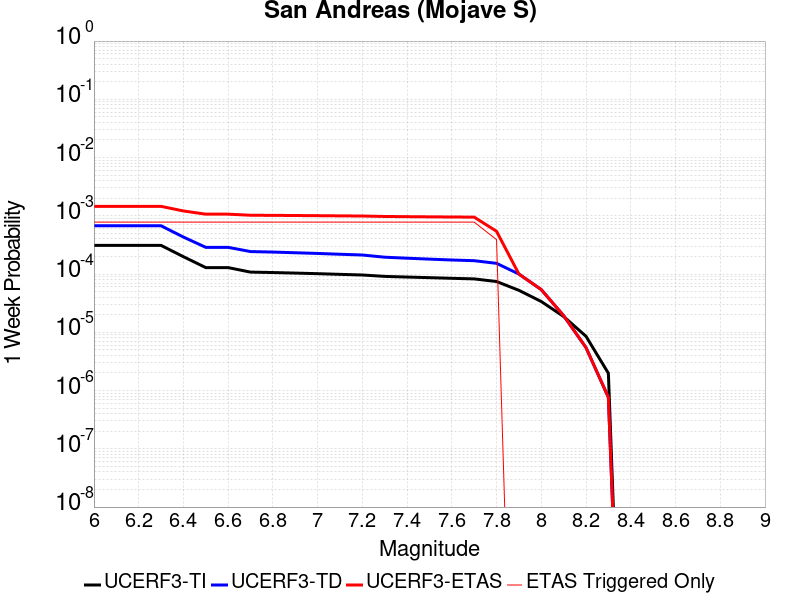 San Andreas (Mojave S)
10^0
10^-1
10^-2
10^-3
10^-4
10^-5
10^-6
10^-7
10^-8
1 Week Probability
6 6.2 6.4 6.6 6.8 7 7.2 7.4 7.6 7.8 8 8.2 8.4 8.6 8.8 9
Magnitude
UCERF3-TI UCERF3-TD UCERF3-ETAS ETAS Triggered Only